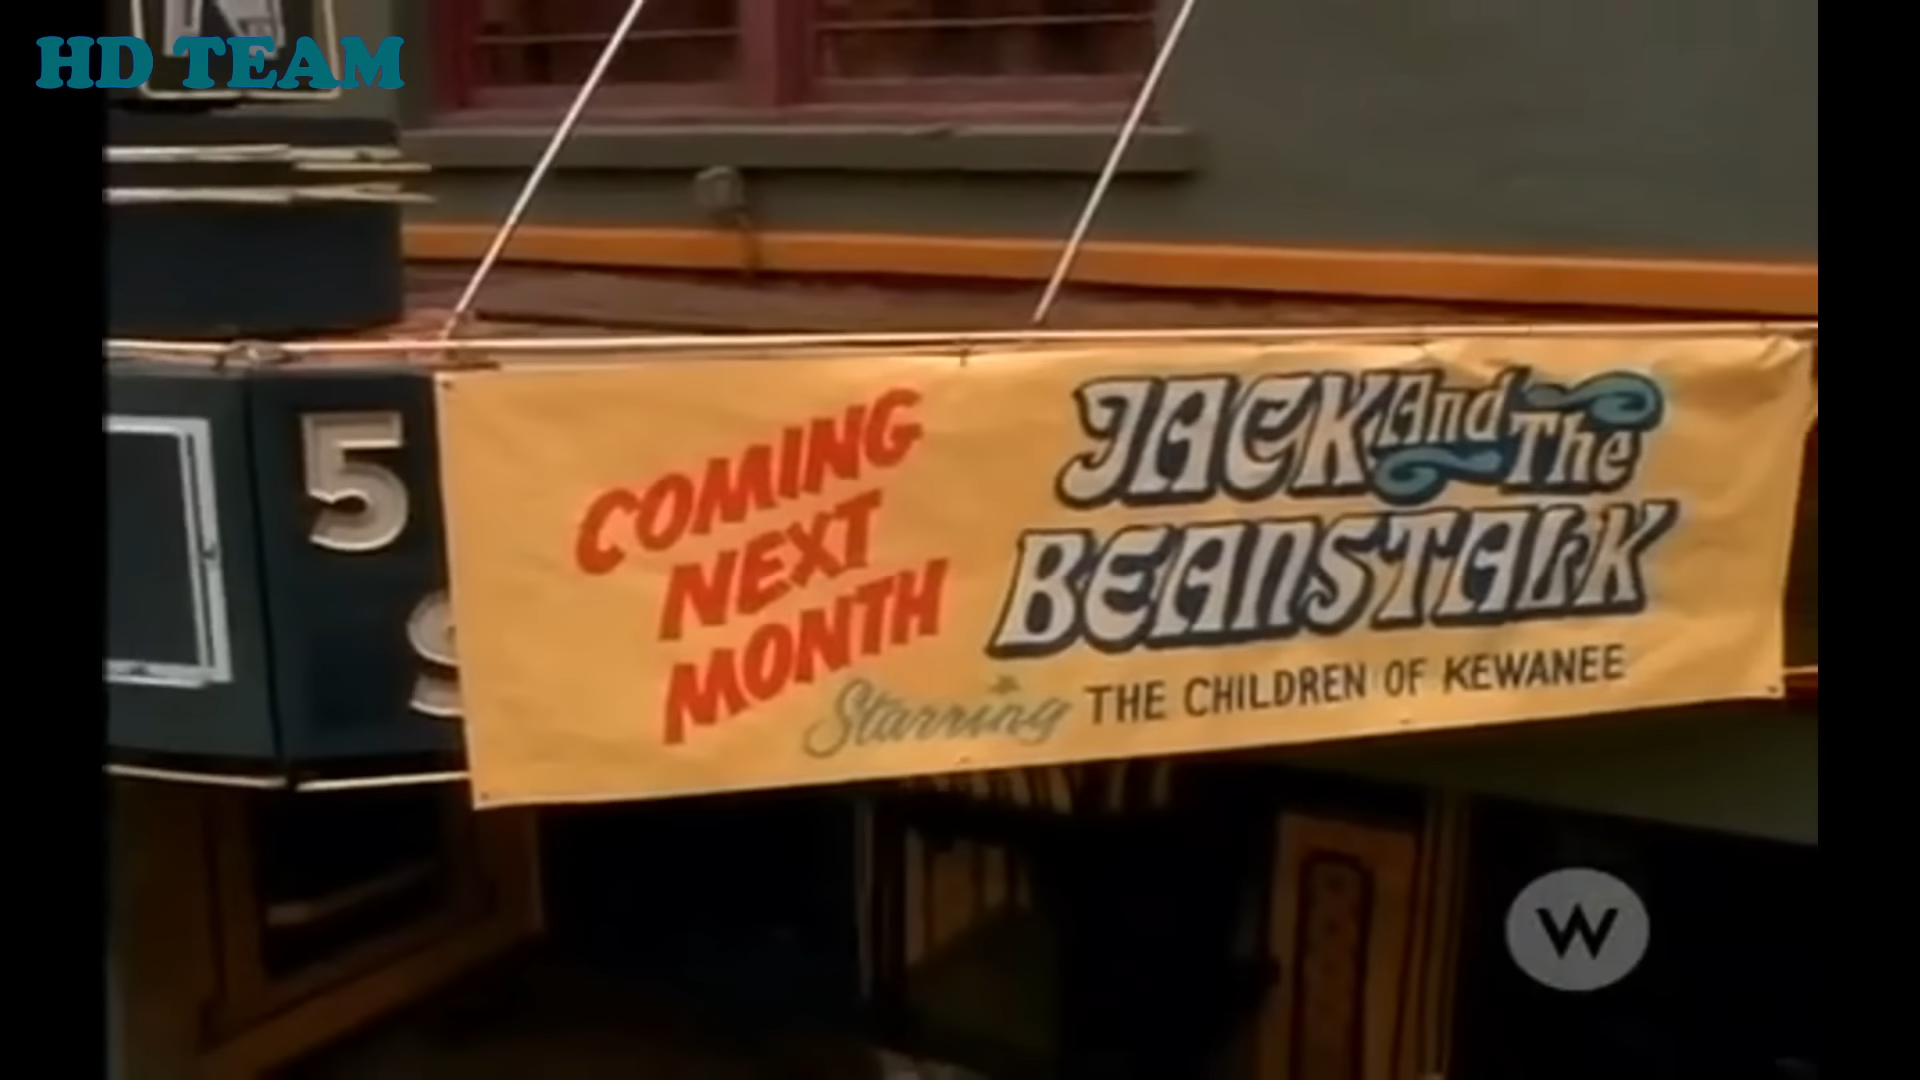 HD TEAM
N
5
S
COMING
NEXT
MONTH
JACK And The
BEANSTALK
Starring THE CHILDREN OF KEWANEE
W